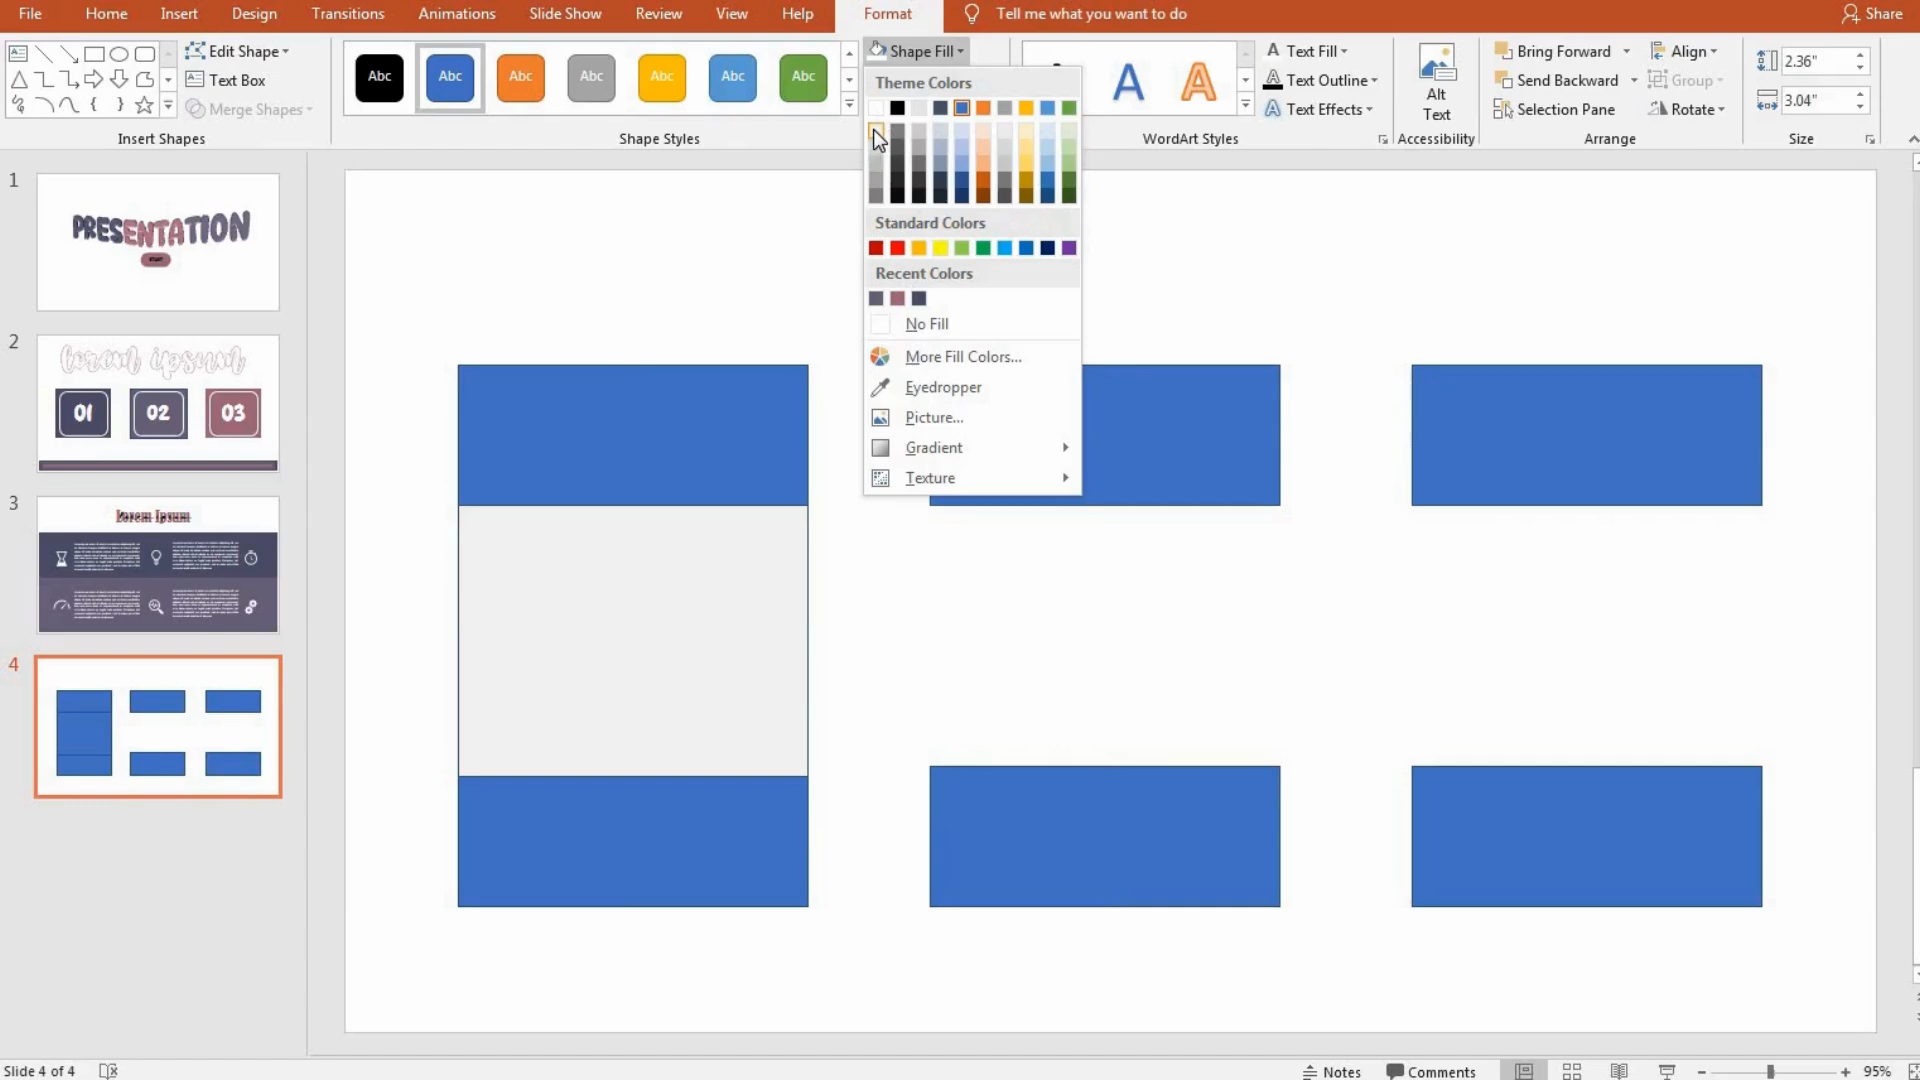 File Home Insert Design Transitions Animations Slide Show Review View Help Format Tell me what you want to do Share
Edit Shape
Text Box
Merge Shapes
Insert Shapes
Abc Abc Abc Abc Abc Abc Abc
Shape Styles
Shape Fill
Theme Colors
Standard Colors
Recent Colors
No Fill
More Fill Colors...
Eyedropper
Picture...
Gradient
Texture
A A
WordArt Styles
Text Fill
Text Outline
Text Effects
Alt
Text
Accessibility
Bring Forward
Send Backward
Selection Pane
Align
Group
Rotate
Arrange
2.36"
3.04"
Size
1
PRESENTATION
START
2
lorem ipsum
01 02 03
3
Lorem Ipsum
4
Slide 4 of 4
Notes Comments 95%